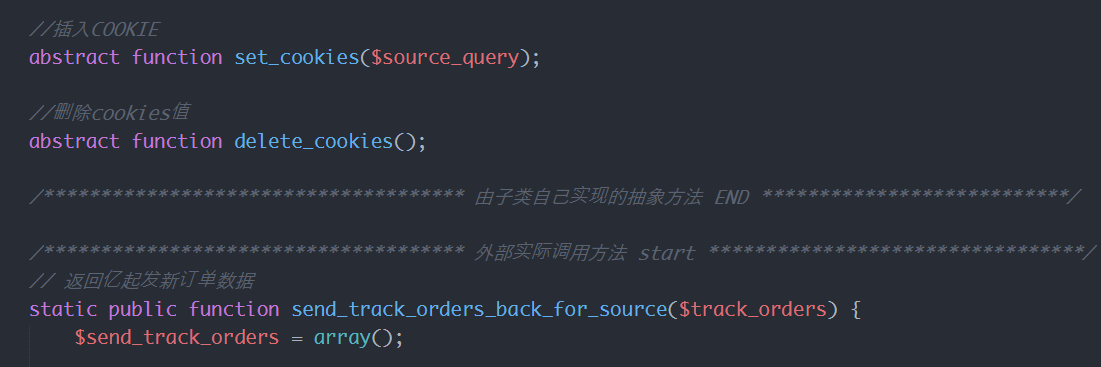 //插入COOKIE
abstract function set_cookies($source_query);
//删除cookies值
abstract function delete_cookies();
/************************************* 由子类自己实现的抽象方法 END ***************************/
/************************************* 外部实际调用方法 start *********************************/
// 返回亿起发新订单数据
static public function send_track_orders_back_for_source($track_orders) {
$send_track_orders = array();